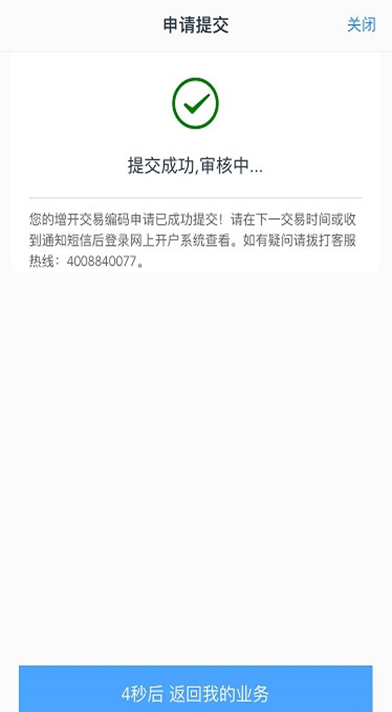 申请提交
关闭
提交成功,审核中...
您的增开交易编码申请已成功提交！请在下一交易时间或收
到通知短信后登录网上开户系统查看。如有疑问请拨打客服
热线：4008840077。
4秒后 返回我的业务